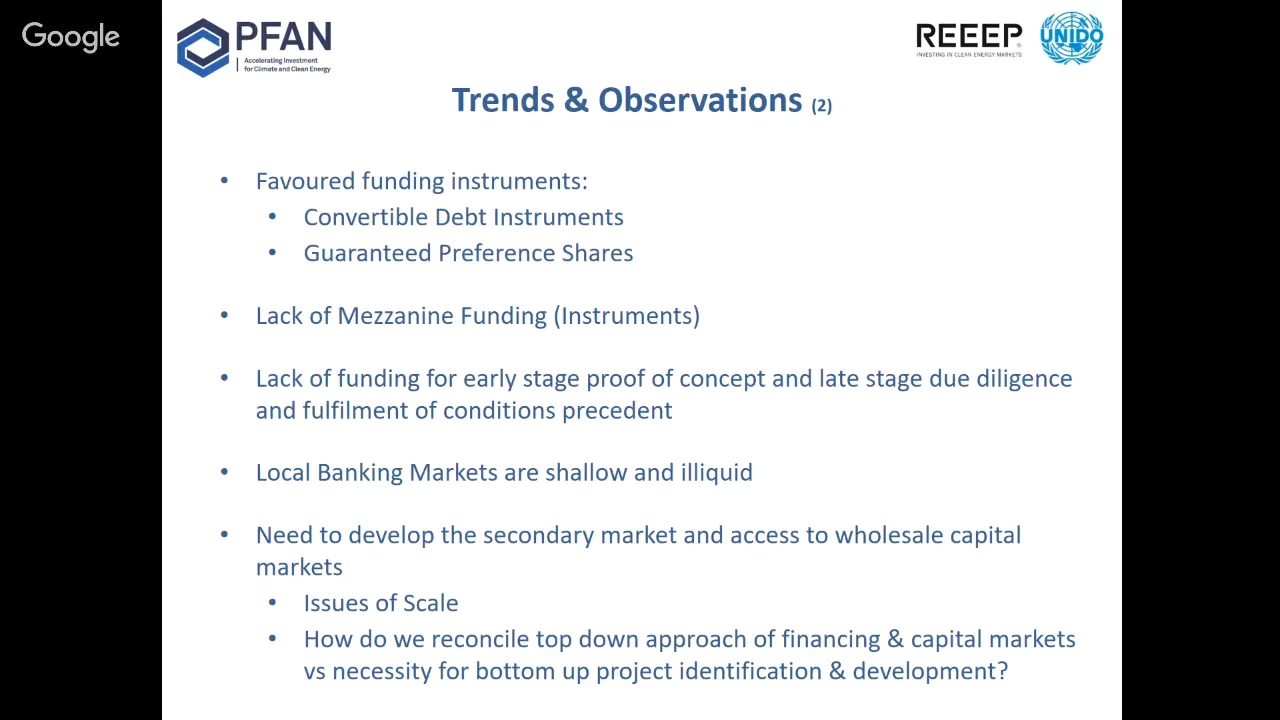 Google
PFAN
Accelerating Investment
for Climate and Clean Energy
REEEP
INVESTING IN CLEAN ENERGY MARKETS
UNIDO
Trends & Observations (2)
• Favoured funding instruments:
• Convertible Debt Instruments
• Guaranteed Preference Shares
• Lack of Mezzanine Funding (Instruments)
• Lack of funding for early stage proof of concept and late stage due diligence
and fulfilment of conditions precedent
• Local Banking Markets are shallow and illiquid
• Need to develop the secondary market and access to wholesale capital
markets
• Issues of Scale
• How do we reconcile top down approach of financing & capital markets
vs necessity for bottom up project identification & development?